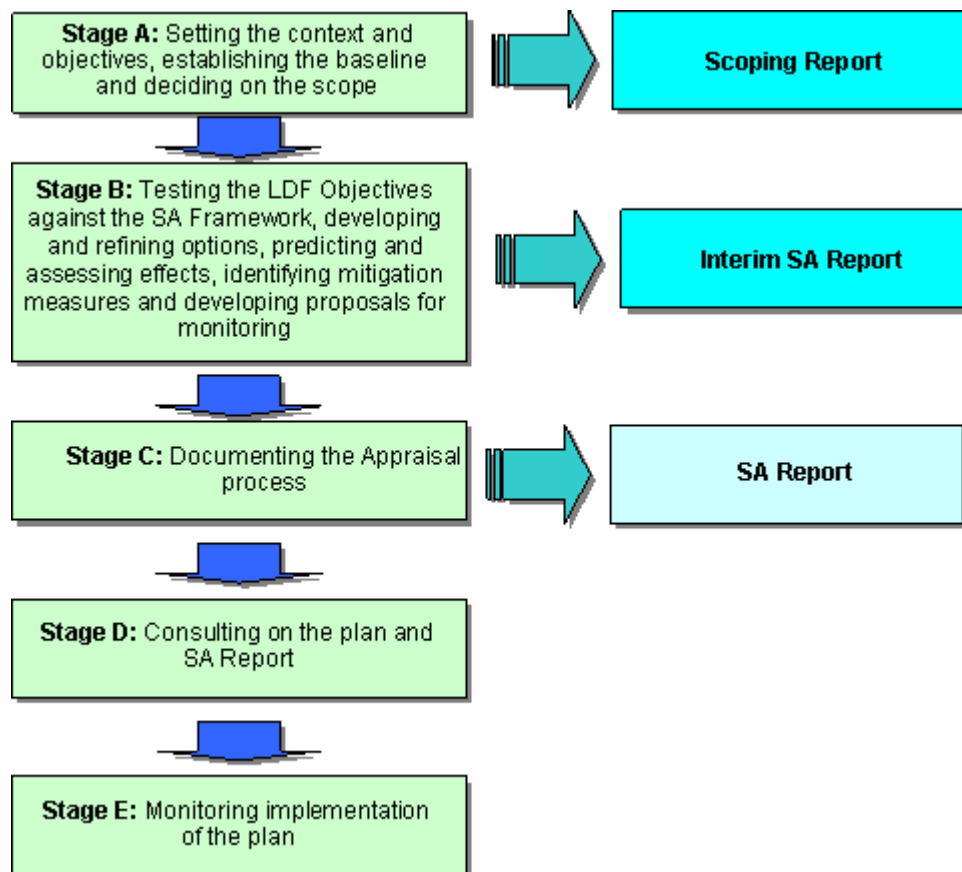 Stage A: Setting the context and
objectives, establishing the baseline
and deciding on the scope
Scoping Report
Stage B: Testing the LDF Objectives
against the SA Framework, developing
and refining options, predicting and
assessing effects, identifying mitigation
measures and developing proposals for
monitoring
Interim SA Report
Stage C: Documenting the Appraisal
process
SA Report
Stage D: Consulting on the plan and
SA Report
Stage E: Monitoring implementation
of the plan